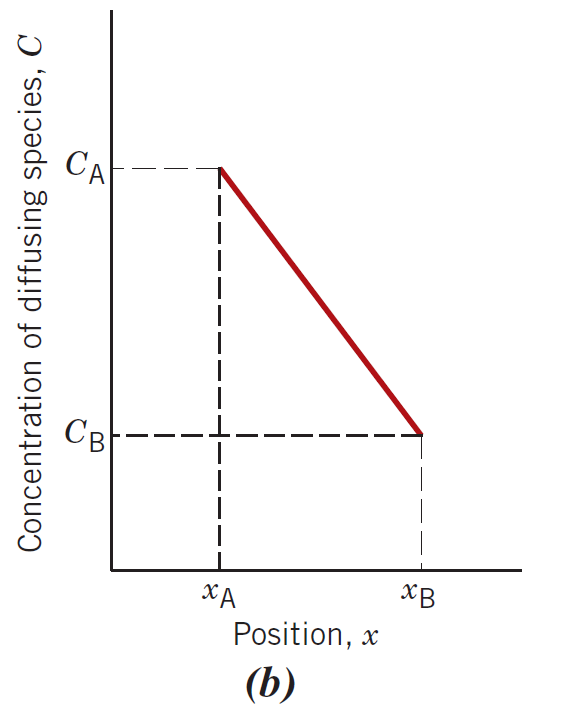 Concentration of diffusing species, C
C_A
C_B
x_A
x_B
Position, x
(b)